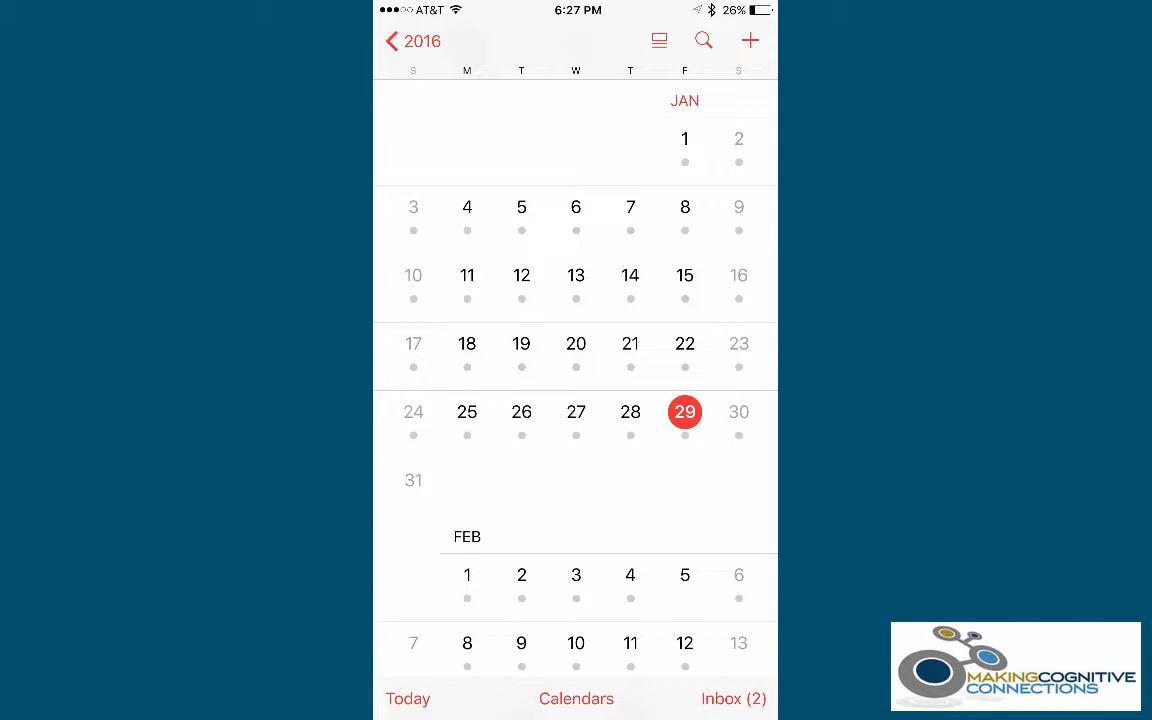 AT&T 6:27 PM 26%
2016
S M T W T F S
JAN
1 2
3 4 5 6 7 8 9
10 11 12 13 14 15 16
17 18 19 20 21 22 23
24 25 26 27 28 29 30
31
FEB
1 2 3 4 5 6
7 8 9 10 11 12 13
Today Calendars Inbox (2)
MAKINGCOGNITIVE
CONNECTIONS